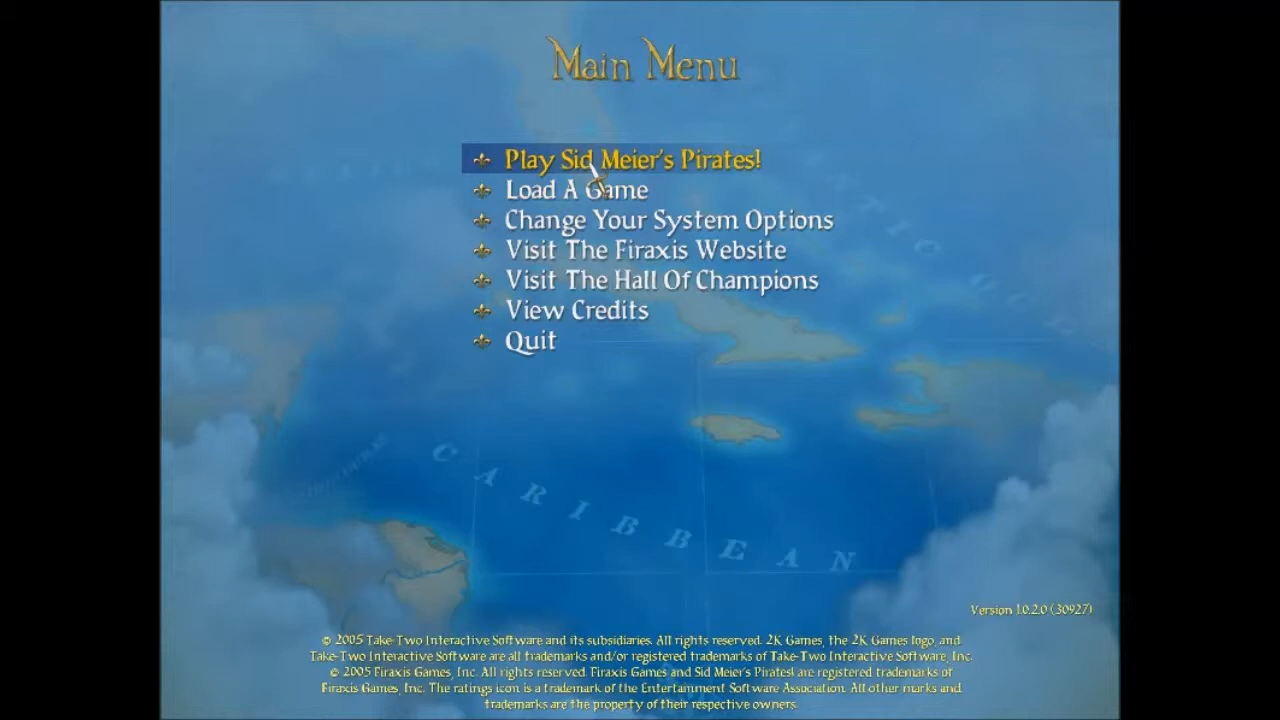 Main Menu
Play Sid Meier's Pirates!
Load A Game
Change Your System Options
Visit The Firaxis Website
Visit The Hall Of Champions
View Credits
Quit
CARIBBEAN
Version 1.0.2.0 (30927)
© 2005 Take-Two Interactive Software and its subsidiaries. All rights reserved. 2K Games, the 2K Games logo, and
Take-Two Interactive Software are all trademarks and/or registered trademarks of Take-Two Interactive Software, Inc.
© 2005 Firaxis Games, Inc. All rights reserved. Firaxis Games and Sid Meier's Pirates! are registered trademarks of
Firaxis Games, Inc. The ratings icon is a trademark of the Entertainment Software Association. All other marks and
trademarks are the property of their respective owners.